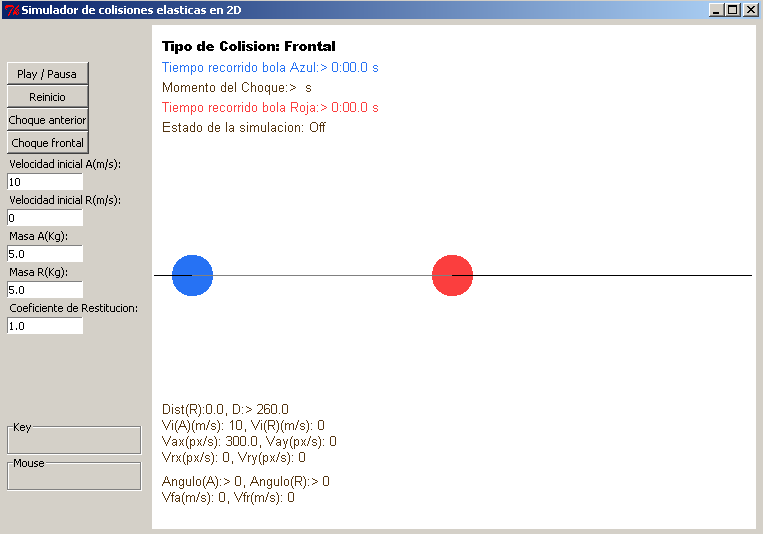 Simulador de colisiones elasticas en 2D
Play / Pausa
Reinicio
Choque anterior
Choque frontal
Velocidad inicial A(m/s):
10
Velocidad inicial R(m/s):
0
Masa A(Kg):
5.0
Masa R(Kg):
5.0
Coeficiente de Restitucion:
1.0
Key
Mouse
Tipo de Colision: Frontal
Tiempo recorrido bola Azul:> 0:00.0 s
Momento del Choque:>  s
Tiempo recorrido bola Roja:> 0:00.0 s
Estado de la simulacion: Off
Dist(R):0.0, D:> 260.0
Vi(A)(m/s): 10, Vi(R)(m/s): 0
Vax(px/s): 300.0, Vay(px/s): 0
Vrx(px/s): 0, Vry(px/s): 0
Angulo(A):> 0, Angulo(R):> 0
Vfa(m/s): 0, Vfr(m/s): 0